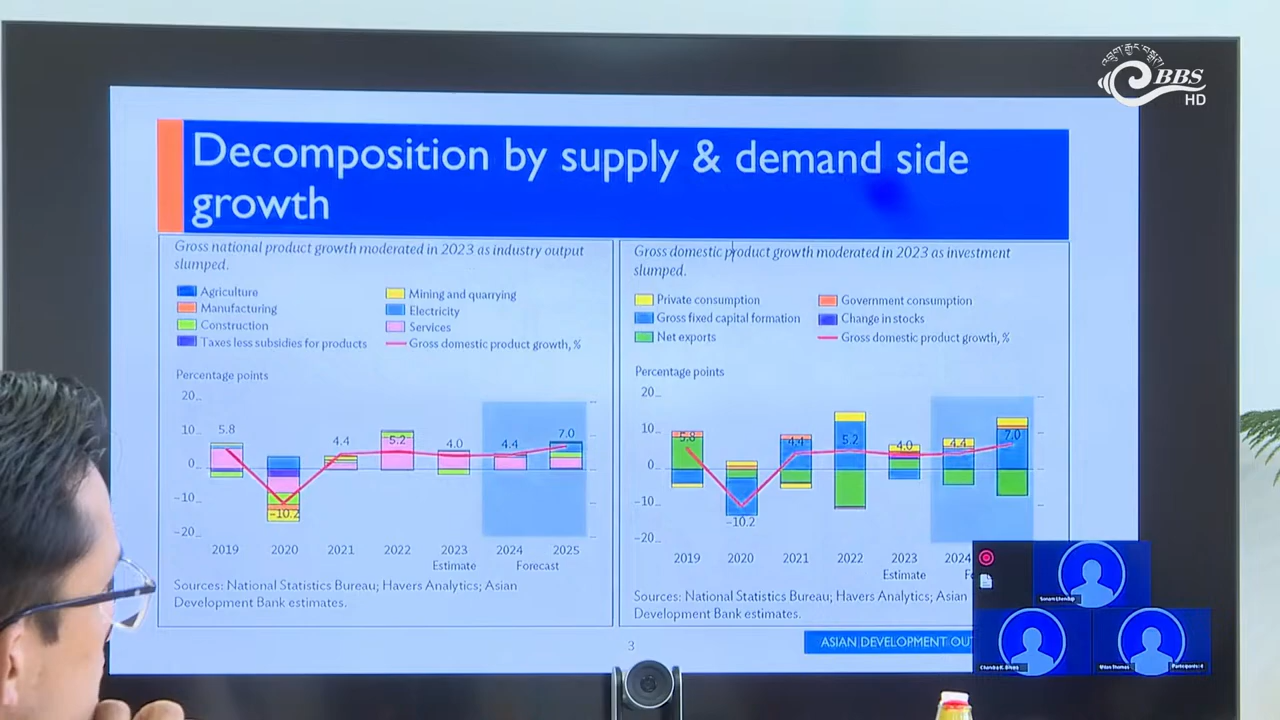 འབྲུག་རྒྱང་བསྒྲགས།
BBS
HD
Decomposition by supply & demand side
growth
Gross national product growth moderated in 2023 as industry output
slumped.
Agriculture
Mining and quarrying
Manufacturing
Electricity
Construction
Services
Taxes less subsidies for products
Gross domestic product growth, %
Percentage points
20
10
0
–10
–20
5.8
–10.2
4.4
5.2
4.0
4.4
7.0
2019 2020 2021 2022 2023 2024 2025
Estimate Forecast
Sources: National Statistics Bureau; Havers Analytics; Asian
Development Bank estimates.
Gross domestic product growth moderated in 2023 as investment
slumped.
Private consumption
Government consumption
Gross fixed capital formation
Change in stocks
Net exports
Gross domestic product growth, %
Percentage points
20
10
0
–10
–20
5.8
–10.2
4.4
5.2
4.0
4.4
7.0
2019 2020 2021 2022 2023 2024
Estimate Fo
Sources: National Statistics Bureau; Havers Analytics; Asian
Development Bank estimates.
3
ASIAN DEVELOPMENT OU
Sonam Lhendup